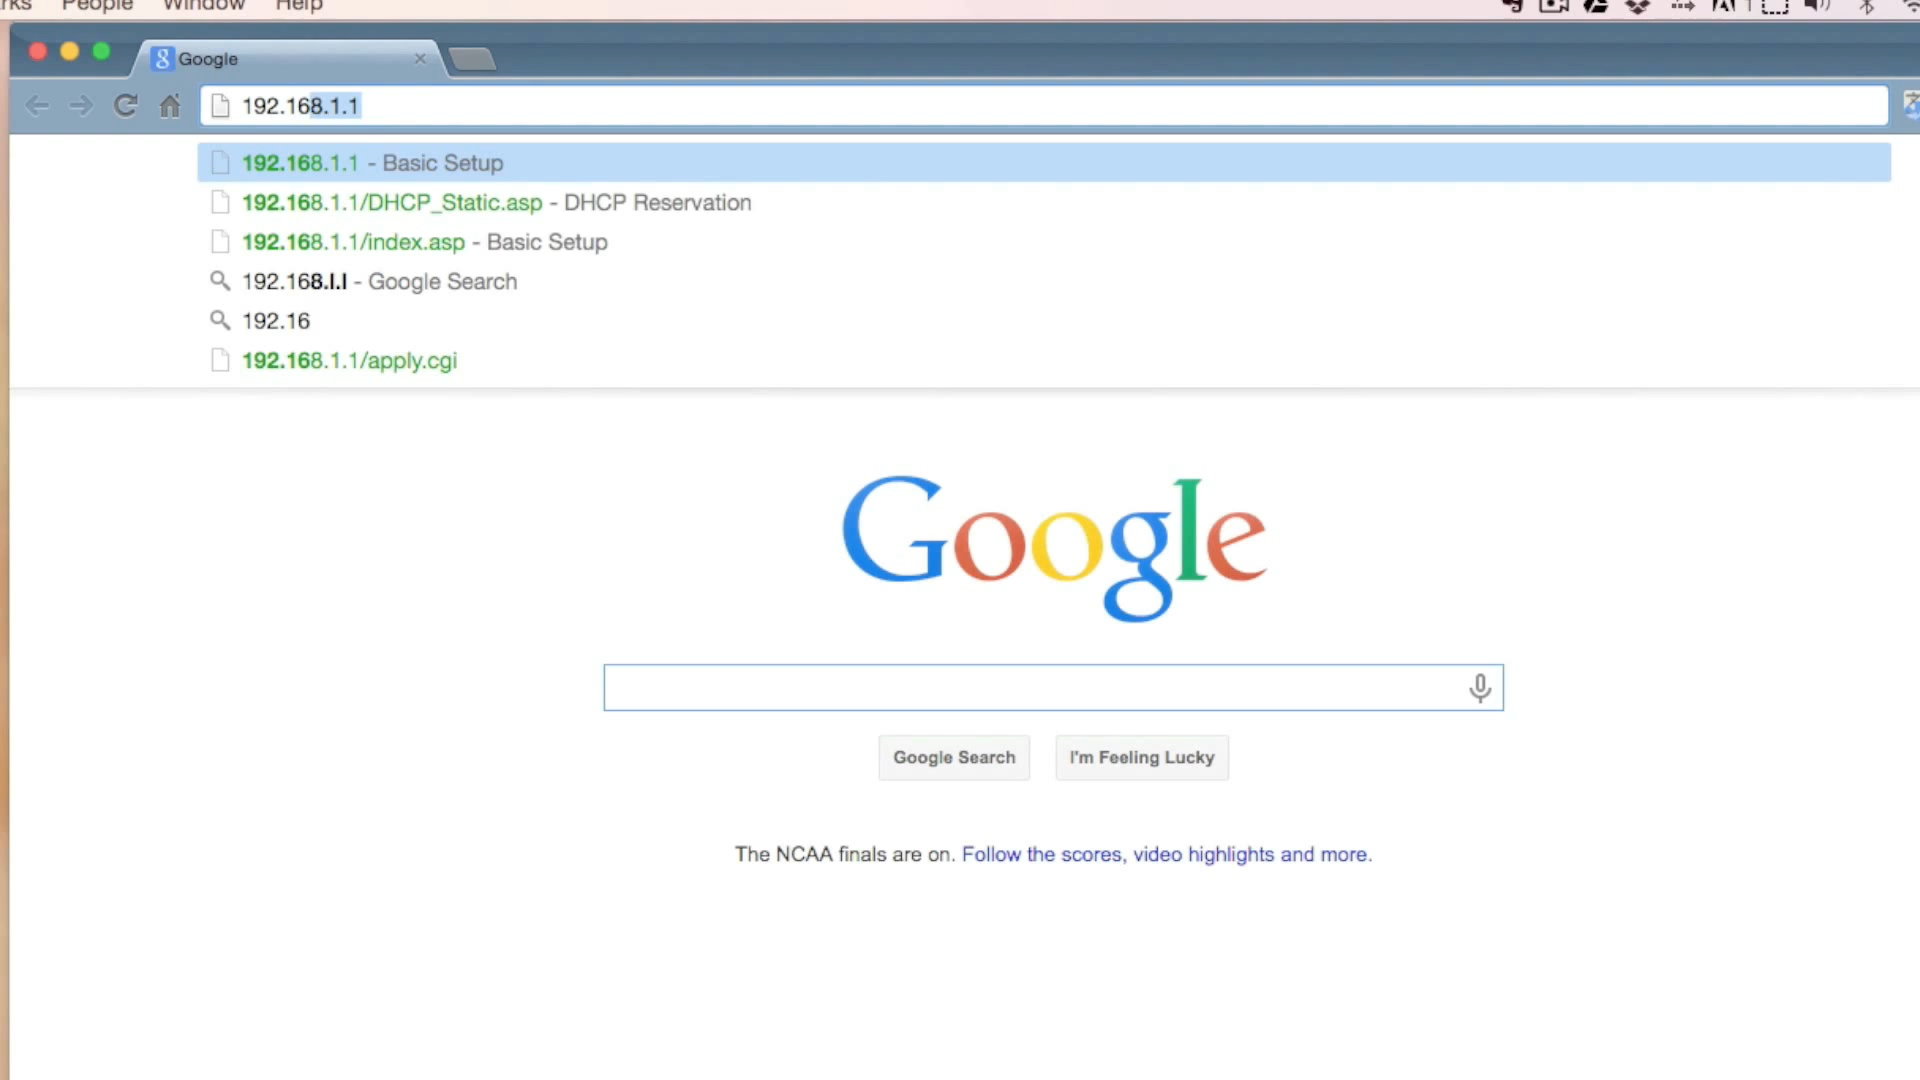 People Window Help
Google
192.168.1.1
192.168.1.1 - Basic Setup
192.168.1.1/DHCP_Static.asp - DHCP Reservation
192.168.1.1/index.asp - Basic Setup
192.168.l.l - Google Search
192.16
192.168.1.1/apply.cgi
Google
Google Search
I'm Feeling Lucky
The NCAA finals are on. Follow the scores, video highlights and more.